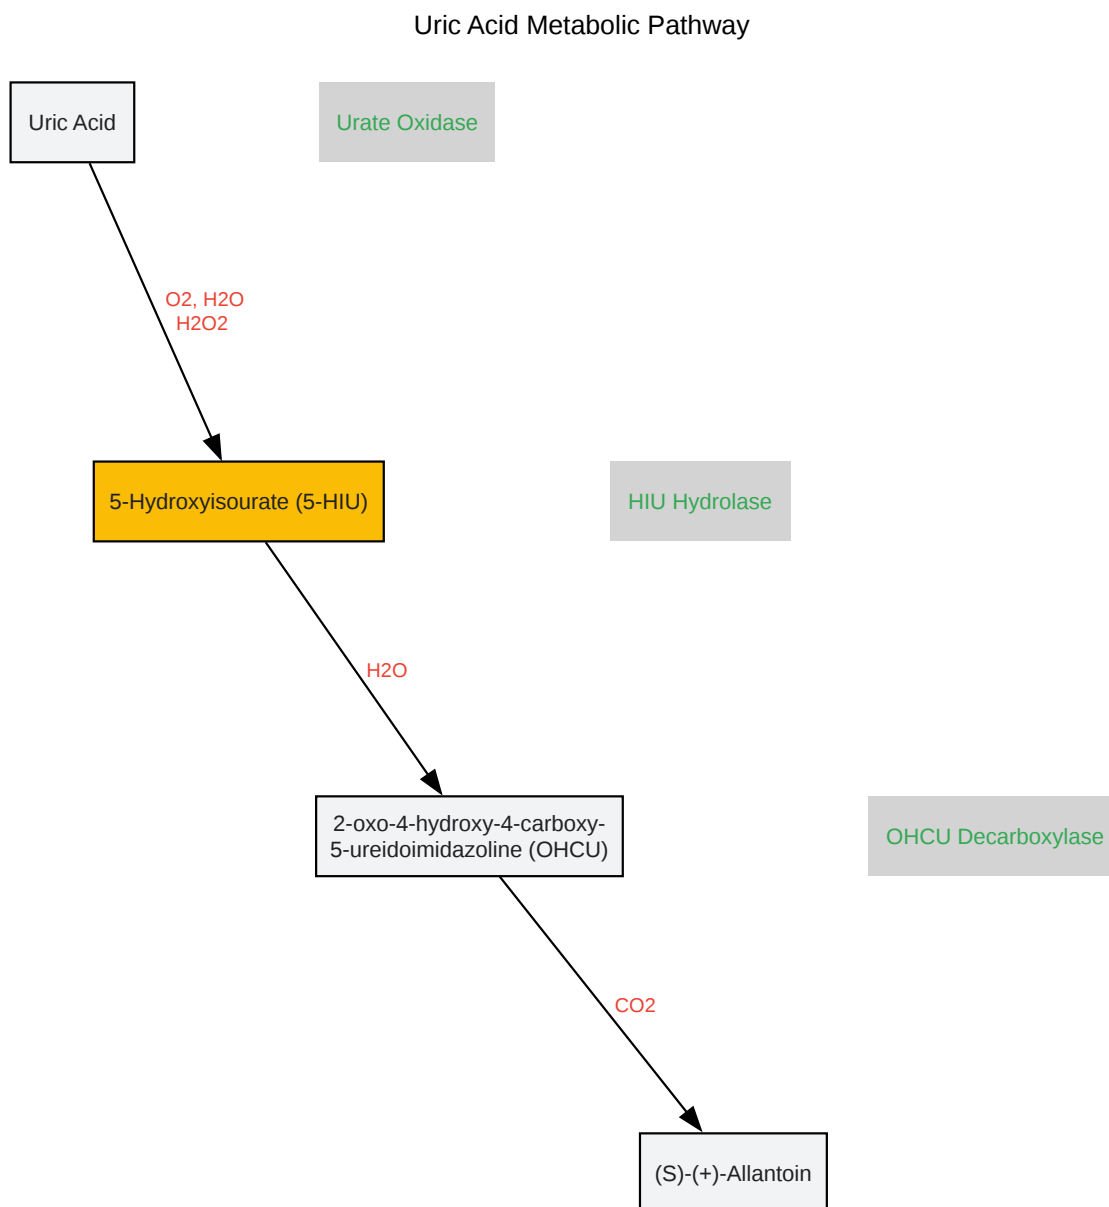 Uric Acid Metabolic Pathway
Uric Acid
Urate Oxidase
O2, H2O
H2O2
5-Hydroxyisourate (5-HIU)
HIU Hydrolase
H2O
2-oxo-4-hydroxy-4-carboxy-
5-ureidoimidazoline (OHCU)
OHCU Decarboxylase
CO2
(S)-(+)-Allantoin